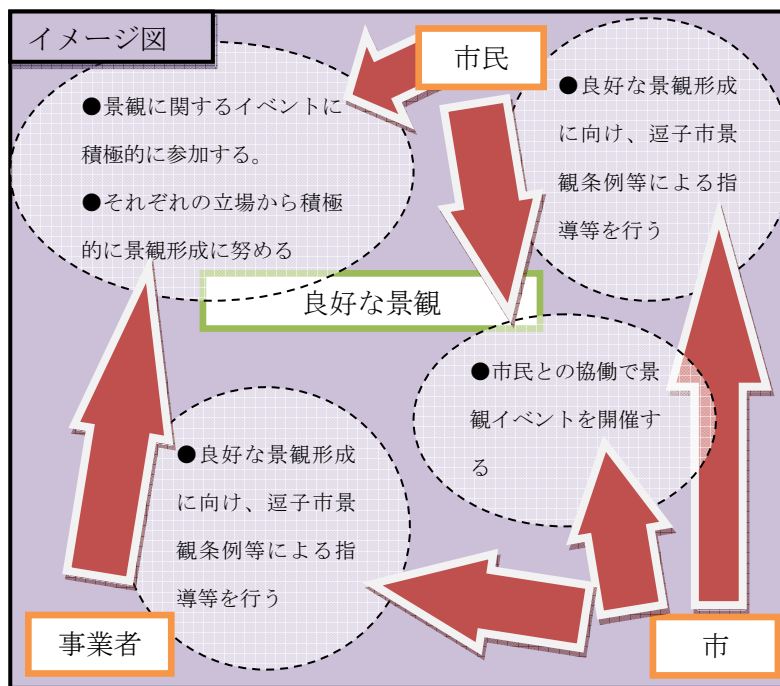 イメージ図
市民
●景観に関するイベントに
積極的に参加する。
●それぞれの立場から積極
的に景観形成に努める
●良好な景観形成
に向け、逗子市景
観条例等による指
導等を行う
良好な景観
●市民との協働で景
観イベントを開催す
る
●良好な景観形成
に向け、逗子市景
観条例等による指
導等を行う
事業者
市